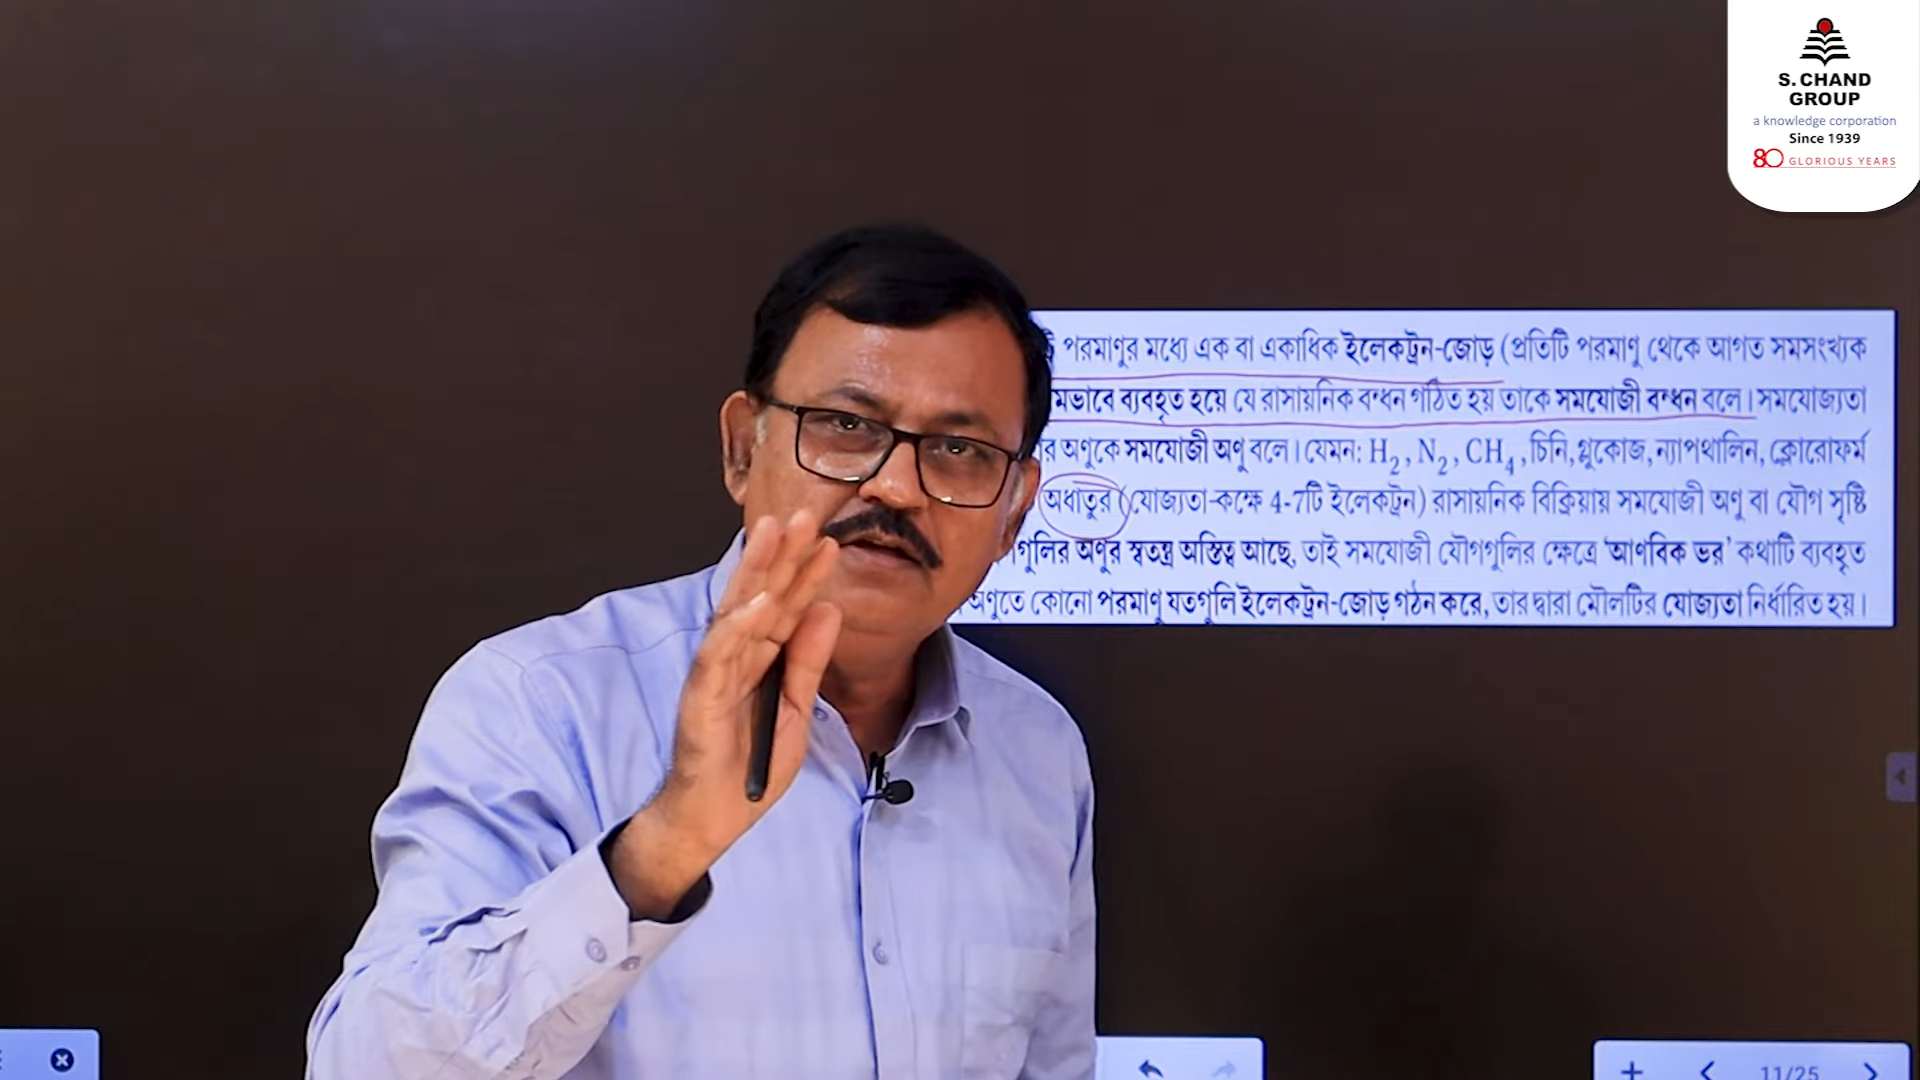 S. CHAND
GROUP
a knowledge corporation
Since 1939
80 GLORIOUS YEARS
পরমাণুর মধ্যে এক বা একাধিক ইলেকট্রন-জোড় (প্রতিটি পরমাণু থেকে আগত সমসংখ্যক
মভাবে ব্যবহৃত হয়ে যে রাসায়নিক বন্ধন গঠিত হয় তাকে সমযোজী বন্ধন বলে। সমযোজ্যতা
র অণুকে সমযোজী অণু বলে। যেমন: H₂, N₂, CH₄, চিনি, গ্লুকোজ, ন্যাপথালিন, ক্লোরোফর্ম
অধাতুর (যোজ্যতা-কক্ষে 4-7টি ইলেকট্রন) রাসায়নিক বিক্রিয়ায় সমযোজী অণু বা যৌগ সৃষ্টি
গুলির অণুর স্বতন্ত্র অস্তিত্ব আছে, তাই সমযোজী যৌগগুলির ক্ষেত্রে ‘আণবিক ভর’ কথাটি ব্যবহৃত
অণুতে কোনো পরমাণু যতগুলি ইলেকট্রন-জোড় গঠন করে, তার দ্বারা মৌলটির যোজ্যতা নির্ধারিত হয়।
11/25